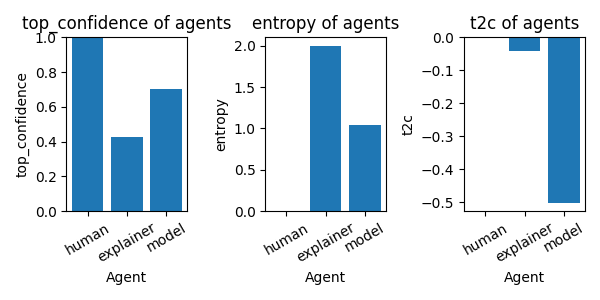 top_confidence of agents
top_confidence
1.0
0.8
0.6
0.4
0.2
0.0
human
explainer
model
Agent
entropy of agents
entropy
2.0
1.5
1.0
0.5
0.0
human
explainer
model
Agent
t2c of agents
t2c
0.0
−0.1
−0.2
−0.3
−0.4
−0.5
human
explainer
model
Agent